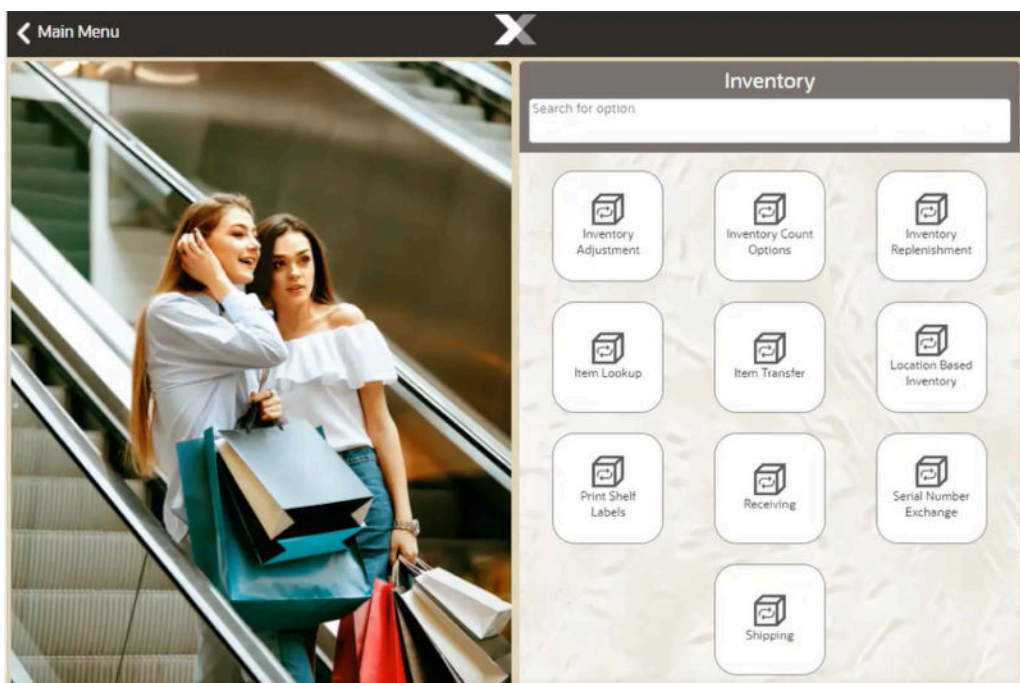 Main Menu
Inventory
Search for option
Inventory
Adjustment
Inventory Count
Options
Inventory
Replenishment
Item Lookup
Item Transfer
Location Based
Inventory
Print Shelf
Labels
Receiving
Serial Number
Exchange
Shipping